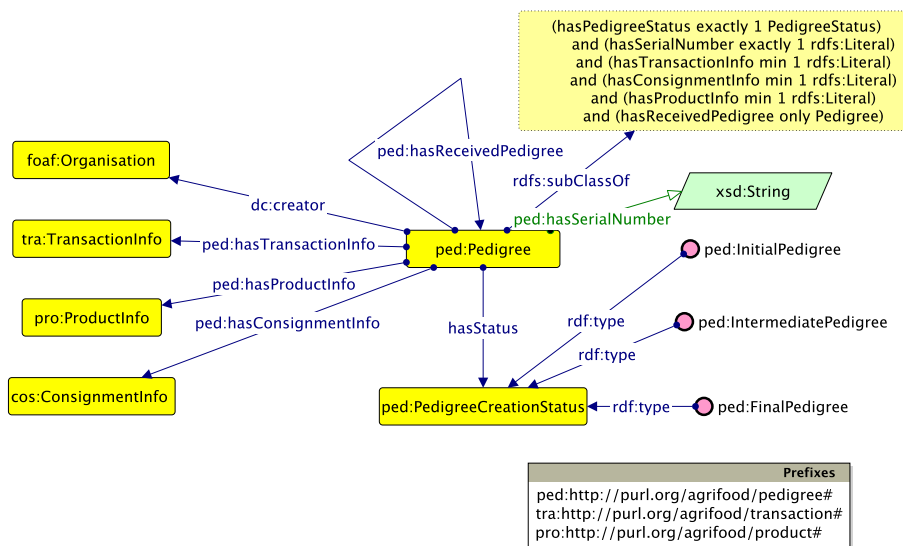 (hasPedigreeStatus exactly 1 PedigreeStatus)
and (hasSerialNumber exactly 1 rdfs:Literal)
and (hasTransactionInfo min 1 rdfs:Literal)
and (hasConsignmentInfo min 1 rdfs:Literal)
and (hasProductInfo min 1 rdfs:Literal)
and (hasReceivedPedigree only Pedigree)
ped:hasReceivedPedigree
foaf:Organisation
rdfs:subClassOf
xsd:String
dc:creator
ped:hasSerialNumber
tra:TransactionInfo
ped:hasTransactionInfo
ped:Pedigree
ped:InitialPedigree
ped:hasProductInfo
pro:ProductInfo
ped:hasConsignmentInfo
hasStatus
rdf:type
ped:IntermediatePedigree
rdf:type
cos:ConsignmentInfo
ped:PedigreeCreationStatus
rdf:type
ped:FinalPedigree
Prefixes
ped:http://purl.org/agrifood/pedigree#
tra:http://purl.org/agrifood/transaction#
pro:http://purl.org/agrifood/product#